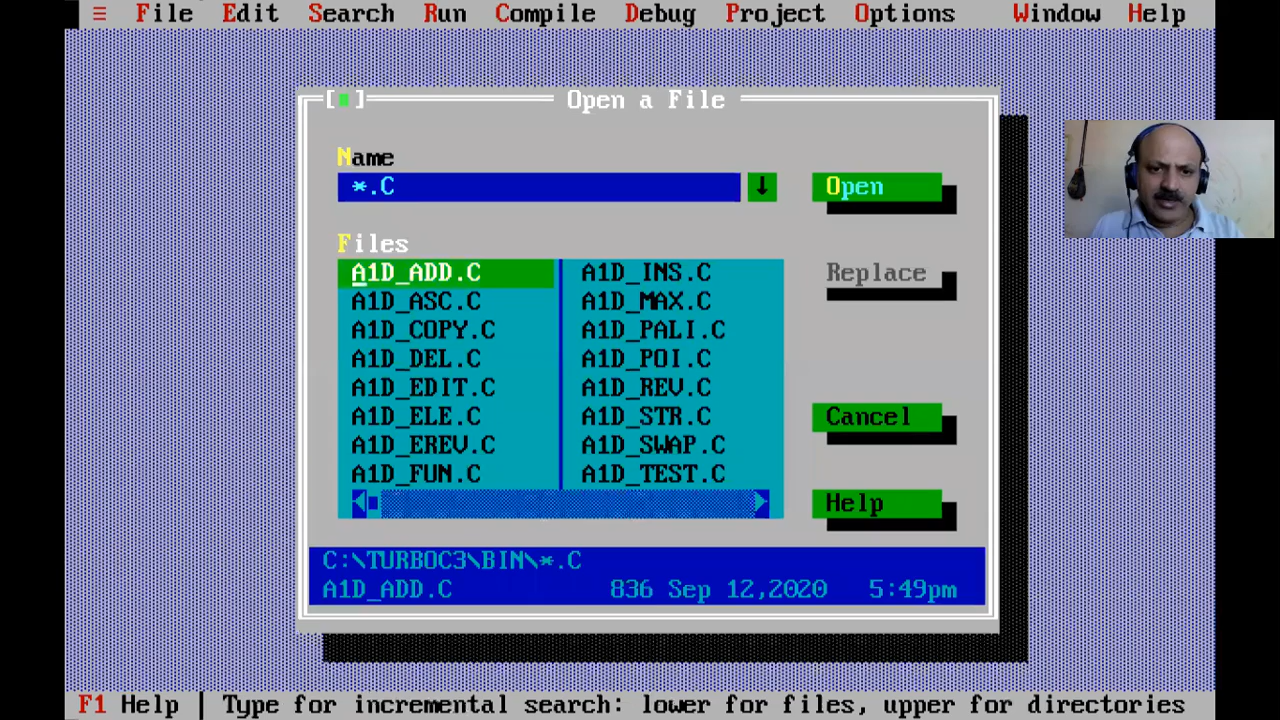 ≡ File Edit Search Run Compile Debug Project Options Window Help
[■] Open a File
Name
*.C ↓ Open
Files
A1D_ADD.C A1D_INS.C Replace
A1D_ASC.C A1D_MAX.C
A1D_COPY.C A1D_PALI.C
A1D_DEL.C A1D_POI.C
A1D_EDIT.C A1D_REV.C
A1D_ELE.C A1D_STR.C Cancel
A1D_EREV.C A1D_SWAP.C
A1D_FUN.C A1D_TEST.C
Help
C:\TURBOC3\BIN\*.C
A1D_ADD.C 836 Sep 12,2020 5:49pm
F1 Help | Type for incremental search: lower for files, upper for directories